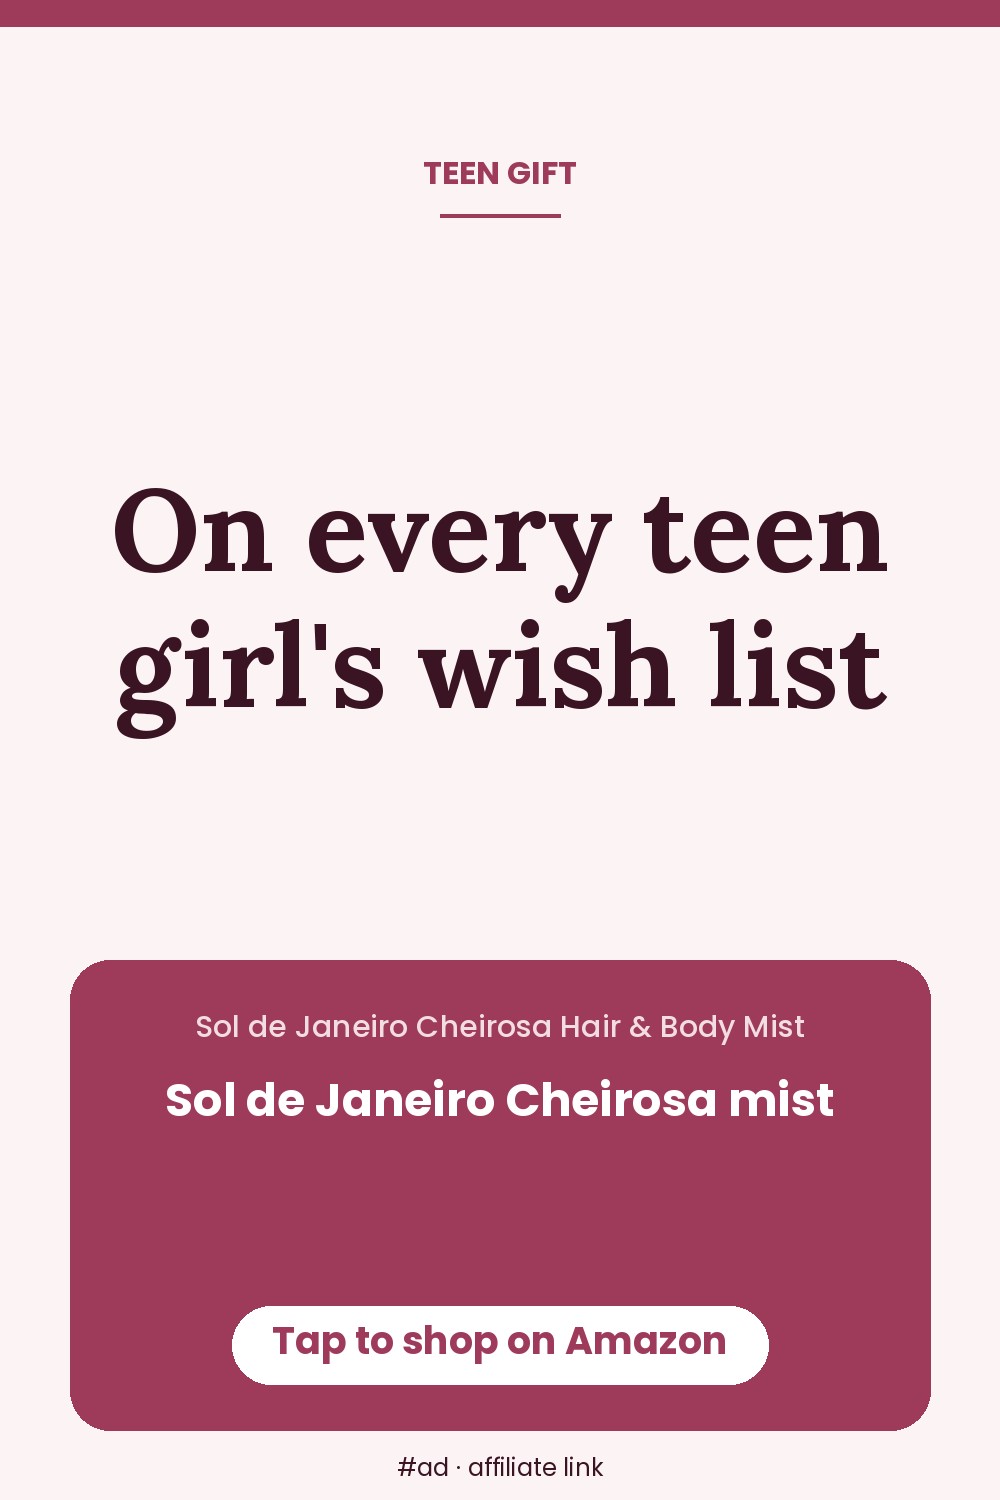 TEEN GIFT
On every teen
girl's wish list
Sol de Janeiro Cheirosa Hair & Body Mist
Sol de Janeiro Cheirosa mist
Tap to shop on Amazon
#ad · affiliate link